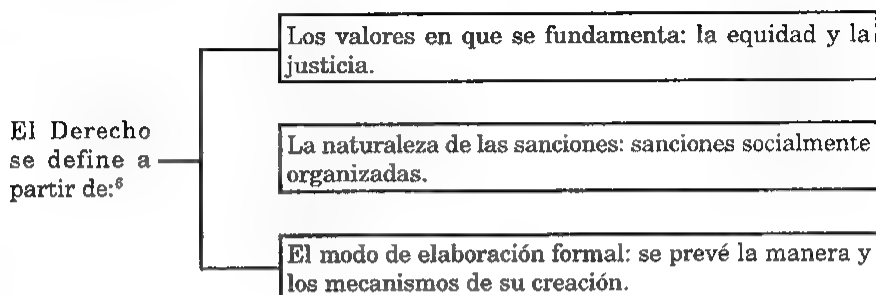 Los valores en que se fundamenta: la equidad y la
justicia.
El Derecho
se define a
partir de:⁶
La naturaleza de las sanciones: sanciones socialmente
organizadas.
El modo de elaboración formal: se prevé la manera y
los mecanismos de su creación.